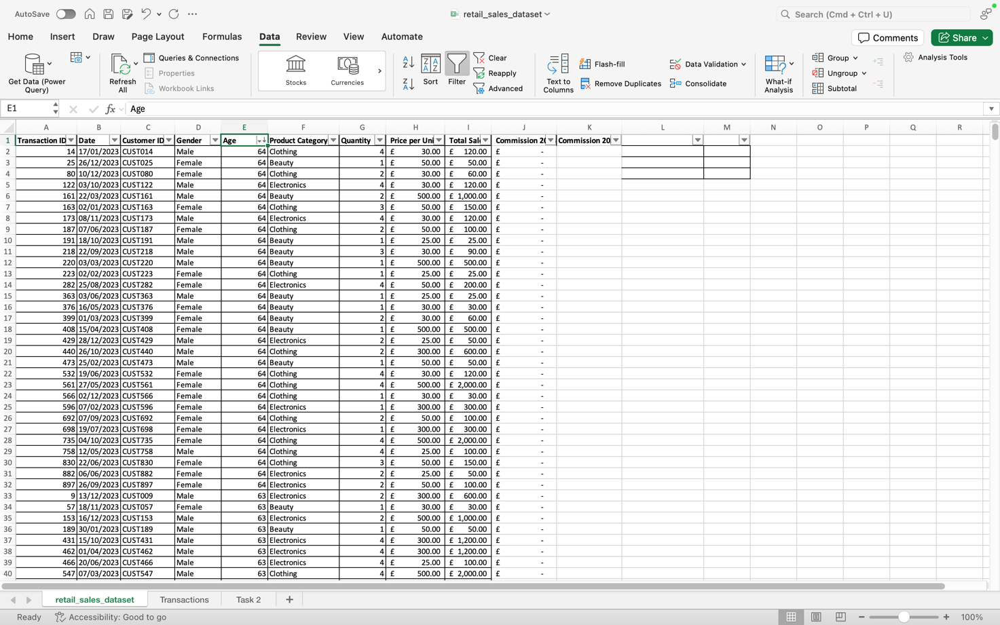 AutoSave
retail_sales_dataset
Search (Cmd + Ctrl + U)
Home Insert Draw Page Layout Formulas Data Review View Automate
Comments
Share
Get Data (Power Query)
Refresh All
Queries & Connections
Properties
Workbook Links
Stocks
Currencies
Sort
Filter
Clear
Reapply
Advanced
Text to Columns
Flash-fill
Remove Duplicates
Data Validation
Consolidate
What-if Analysis
Group
Ungroup
Subtotal
Analysis Tools
E1
fx Age
A B C D E F G H I J K L M N O P Q R
1 Transaction ID Date Customer ID Gender Age Product Category Quantity Price per Uni Total Sal Commission 20 Commission 20
2 14 17/01/2023 CUST014 Male 64 Clothing 4 £ 30.00 £ 120.00 £ -
3 25 26/12/2023 CUST025 Female 64 Beauty 1 £ 50.00 £ 50.00 £ -
4 80 10/12/2023 CUST080 Female 64 Clothing 2 £ 30.00 £ 60.00 £ -
5 122 03/10/2023 CUST122 Male 64 Electronics 4 £ 30.00 £ 120.00 £ -
6 161 22/03/2023 CUST161 Male 64 Beauty 2 £ 500.00 £ 1,000.00 £ -
7 163 02/01/2023 CUST163 Female 64 Clothing 3 £ 50.00 £ 150.00 £ -
8 173 08/11/2023 CUST173 Male 64 Electronics 4 £ 30.00 £ 120.00 £ -
9 187 07/06/2023 CUST187 Female 64 Clothing 2 £ 50.00 £ 100.00 £ -
10 191 18/10/2023 CUST191 Male 64 Beauty 1 £ 25.00 £ 25.00 £ -
11 218 22/09/2023 CUST218 Male 64 Beauty 3 £ 30.00 £ 90.00 £ -
12 220 03/03/2023 CUST220 Male 64 Beauty 1 £ 500.00 £ 500.00 £ -
13 223 02/02/2023 CUST223 Female 64 Clothing 1 £ 25.00 £ 25.00 £ -
14 282 25/08/2023 CUST282 Female 64 Electronics 4 £ 50.00 £ 200.00 £ -
15 363 03/06/2023 CUST363 Male 64 Beauty 1 £ 25.00 £ 25.00 £ -
16 376 16/05/2023 CUST376 Female 64 Beauty 1 £ 30.00 £ 30.00 £ -
17 399 01/03/2023 CUST399 Female 64 Beauty 2 £ 30.00 £ 60.00 £ -
18 408 15/04/2023 CUST408 Female 64 Beauty 1 £ 500.00 £ 500.00 £ -
19 429 28/12/2023 CUST429 Male 64 Electronics 2 £ 25.00 £ 50.00 £ -
20 440 26/10/2023 CUST440 Male 64 Clothing 2 £ 300.00 £ 600.00 £ -
21 473 25/02/2023 CUST473 Male 64 Beauty 1 £ 50.00 £ 50.00 £ -
22 532 19/06/2023 CUST532 Female 64 Clothing 4 £ 30.00 £ 120.00 £ -
23 561 27/05/2023 CUST561 Female 64 Clothing 4 £ 500.00 £ 2,000.00 £ -
24 566 02/12/2023 CUST566 Female 64 Clothing 1 £ 30.00 £ 30.00 £ -
25 596 07/02/2023 CUST596 Female 64 Electronics 1 £ 300.00 £ 300.00 £ -
26 692 07/09/2023 CUST692 Female 64 Clothing 2 £ 50.00 £ 100.00 £ -
27 698 19/07/2023 CUST698 Female 64 Electronics 1 £ 300.00 £ 300.00 £ -
28 735 04/10/2023 CUST735 Female 64 Clothing 4 £ 500.00 £ 2,000.00 £ -
29 758 12/05/2023 CUST758 Male 64 Clothing 4 £ 25.00 £ 100.00 £ -
30 830 22/06/2023 CUST830 Female 64 Clothing 3 £ 50.00 £ 150.00 £ -
31 882 06/06/2023 CUST882 Female 64 Electronics 2 £ 25.00 £ 50.00 £ -
32 897 26/09/2023 CUST897 Female 64 Electronics 2 £ 50.00 £ 100.00 £ -
33 9 13/12/2023 CUST009 Male 63 Electronics 2 £ 300.00 £ 600.00 £ -
34 57 18/11/2023 CUST057 Female 63 Beauty 1 £ 30.00 £ 30.00 £ -
35 153 16/12/2023 CUST153 Male 63 Electronics 2 £ 500.00 £ 1,000.00 £ -
36 189 30/01/2023 CUST189 Male 63 Beauty 1 £ 50.00 £ 50.00 £ -
37 431 15/10/2023 CUST431 Male 63 Electronics 4 £ 300.00 £ 1,200.00 £ -
38 462 01/04/2023 CUST462 Male 63 Electronics 4 £ 300.00 £ 1,200.00 £ -
39 466 20/06/2023 CUST466 Male 63 Electronics 4 £ 25.00 £ 100.00 £ -
40 547 07/03/2023 CUST547 Male 63 Clothing 4 £ 500.00 £ 2,000.00 £ -
retail_sales_dataset Transactions Task 2 +
Ready Accessibility: Good to go
100%